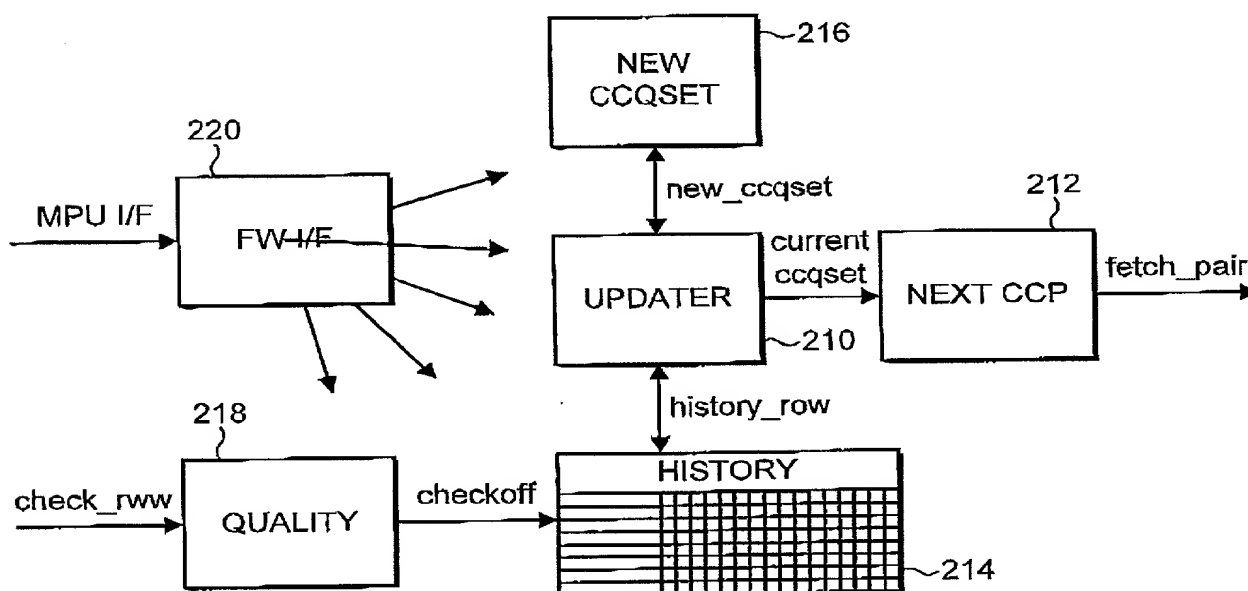 216
NEW
CCQSET
220
new_ccqset
212
MPU I/F
FW I/F
current
ccqset
fetch_pair
UPDATER
NEXT CCP
210
history_row
218
HISTORY
check_rww
QUALITY
checkoff
214